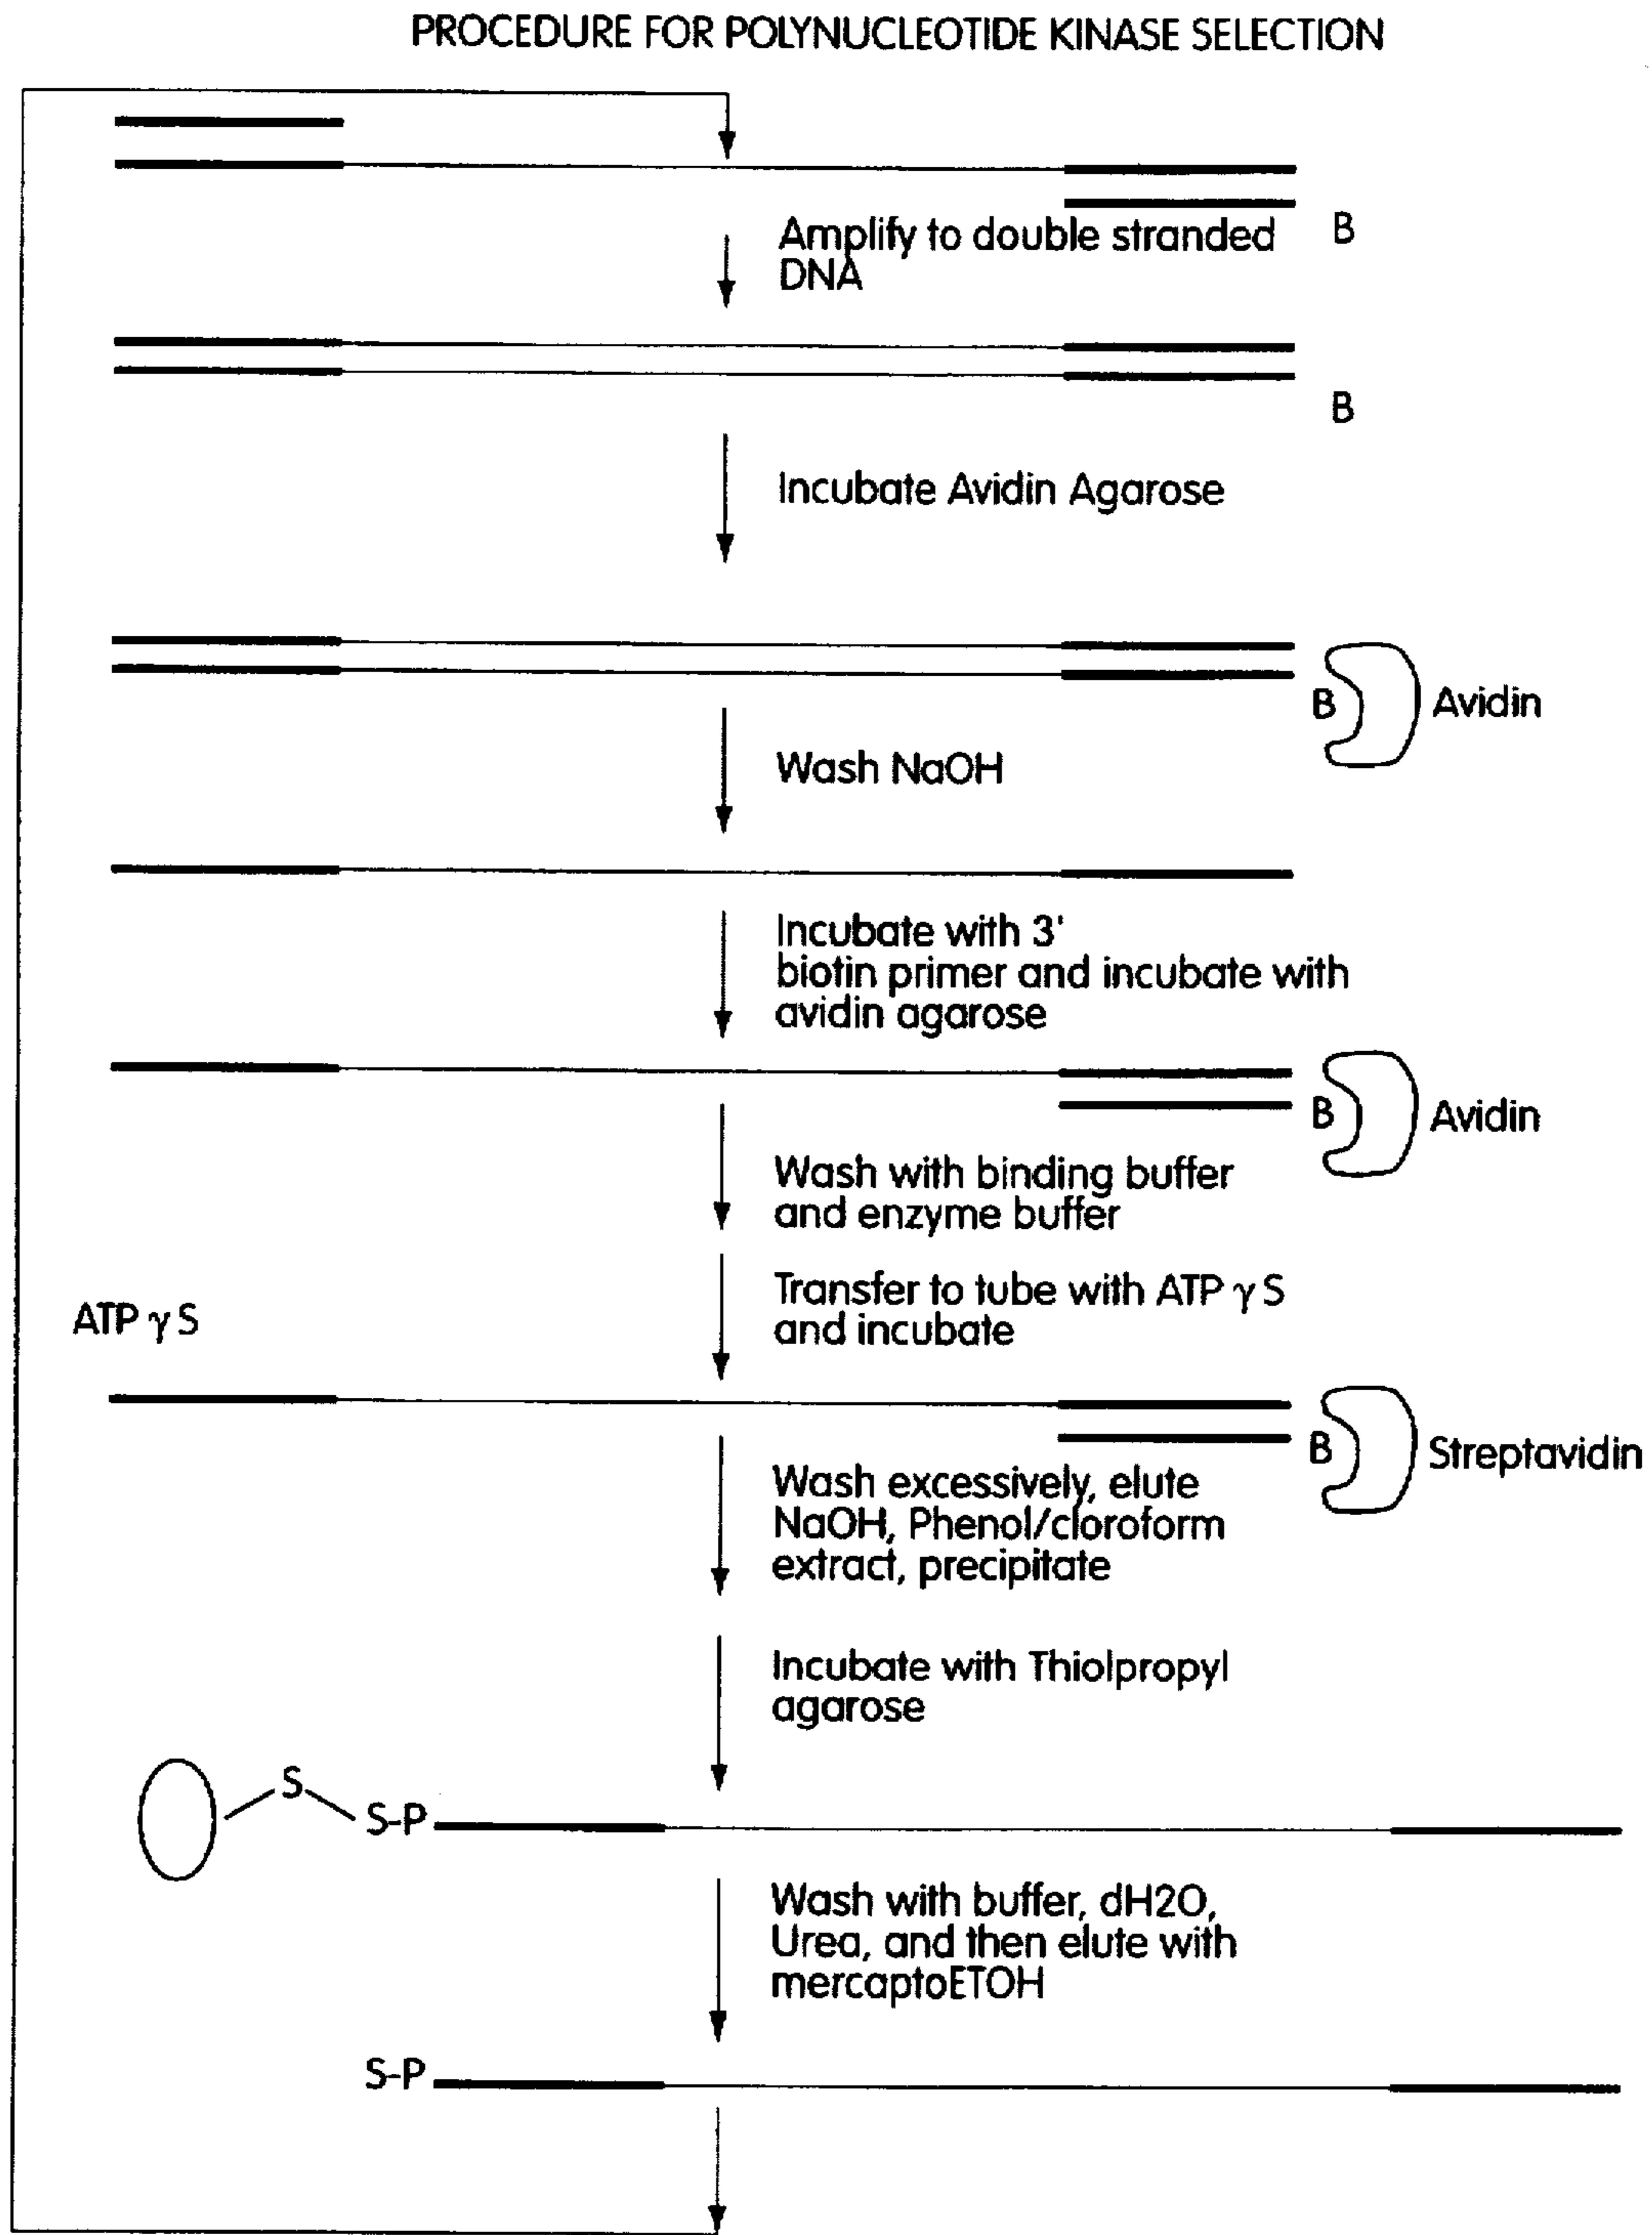 PROCEDURE FOR POLYNUCLEOTIDE KINASE SELECTION
B
Amplify to double stranded
DNA
B
Incubate Avidin Agarose
B
Avidin
Wash NaOH
Incubate with 3'
biotin primer and incubate with
avidin agarose
B
Avidin
Wash with binding buffer
and enzyme buffer
Transfer to tube with ATP γ S
and incubate
ATP γ S
B
Streptavidin
Wash excessively, elute
NaOH, Phenol/cloroform
extract, precipitate
Incubate with Thiolpropyl
agarose
S
S-P
Wash with buffer, dH2O,
Urea, and then elute with
mercaptoETOH
S-P